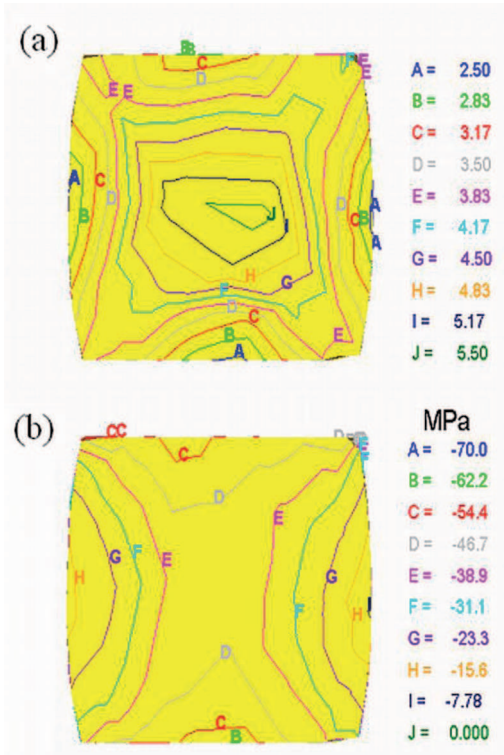 (a)
B B
C
D
E E
F E
E
A C D
B
D C B A
A
J I
H G
F
D
C
B
A
E
A = 2.50
B = 2.83
C = 3.17
D = 3.50
E = 3.83
F = 4.17
G = 4.50
H = 4.83
I = 5.17
J = 5.50
(b)
CC
C
D
D
E
F
E
H G F E
F G H
D
C
B
MPa
A = -70.0
B = -62.2
C = -54.4
D = -46.7
E = -38.9
F = -31.1
G = -23.3
H = -15.6
I = -7.78
J = 0.000